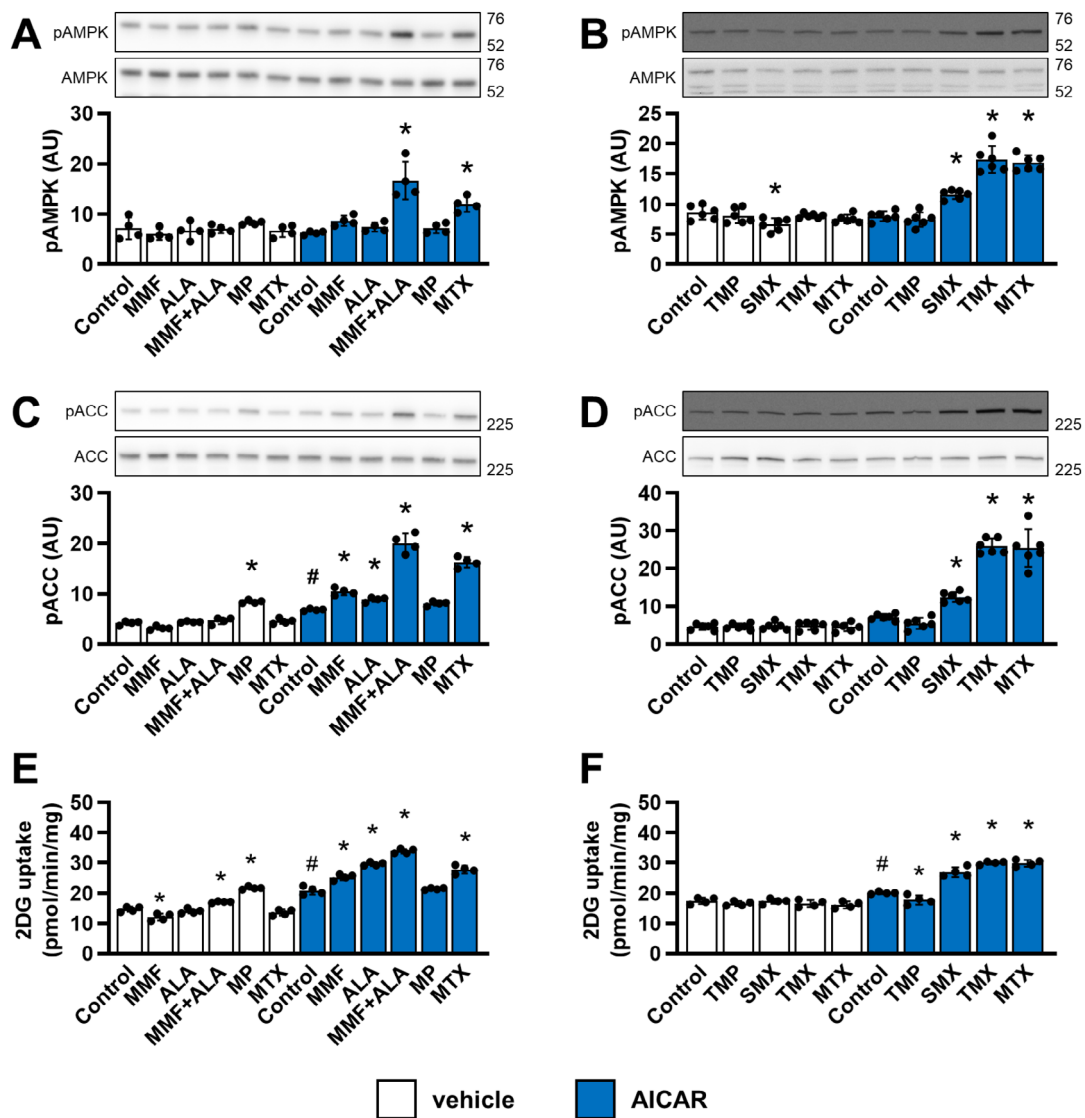 A
pAMPK
76
52
AMPK
76
52
pAMPK (AU)
30
20
10
0
*
*
Control
MMF
ALA
MMF+ALA
MP
MTX
Control
MMF
ALA
MMF+ALA
MP
MTX
B
pAMPK
76
52
AMPK
76
52
pAMPK (AU)
25
20
15
10
5
0
*
*
*
*
Control
TMP
SMX
TMX
MTX
Control
TMP
SMX
TMX
MTX
C
pACC
225
ACC
225
pACC (AU)
30
20
10
0
*
#
*
*
*
*
Control
MMF
ALA
MMF+ALA
MP
MTX
Control
MMF
ALA
MMF+ALA
MP
MTX
D
pACC
225
ACC
225
pACC (AU)
40
30
20
10
0
*
*
*
Control
TMP
SMX
TMX
MTX
Control
TMP
SMX
TMX
MTX
E
2DG uptake
(pmol/min/mg)
50
40
30
20
10
0
*
*
*
#
*
*
*
*
Control
MMF
ALA
MMF+ALA
MP
MTX
Control
MMF
ALA
MMF+ALA
MP
MTX
F
2DG uptake
(pmol/min/mg)
50
40
30
20
10
0
#
*
*
*
*
Control
TMP
SMX
TMX
MTX
Control
TMP
SMX
TMX
MTX
vehicle
AICAR